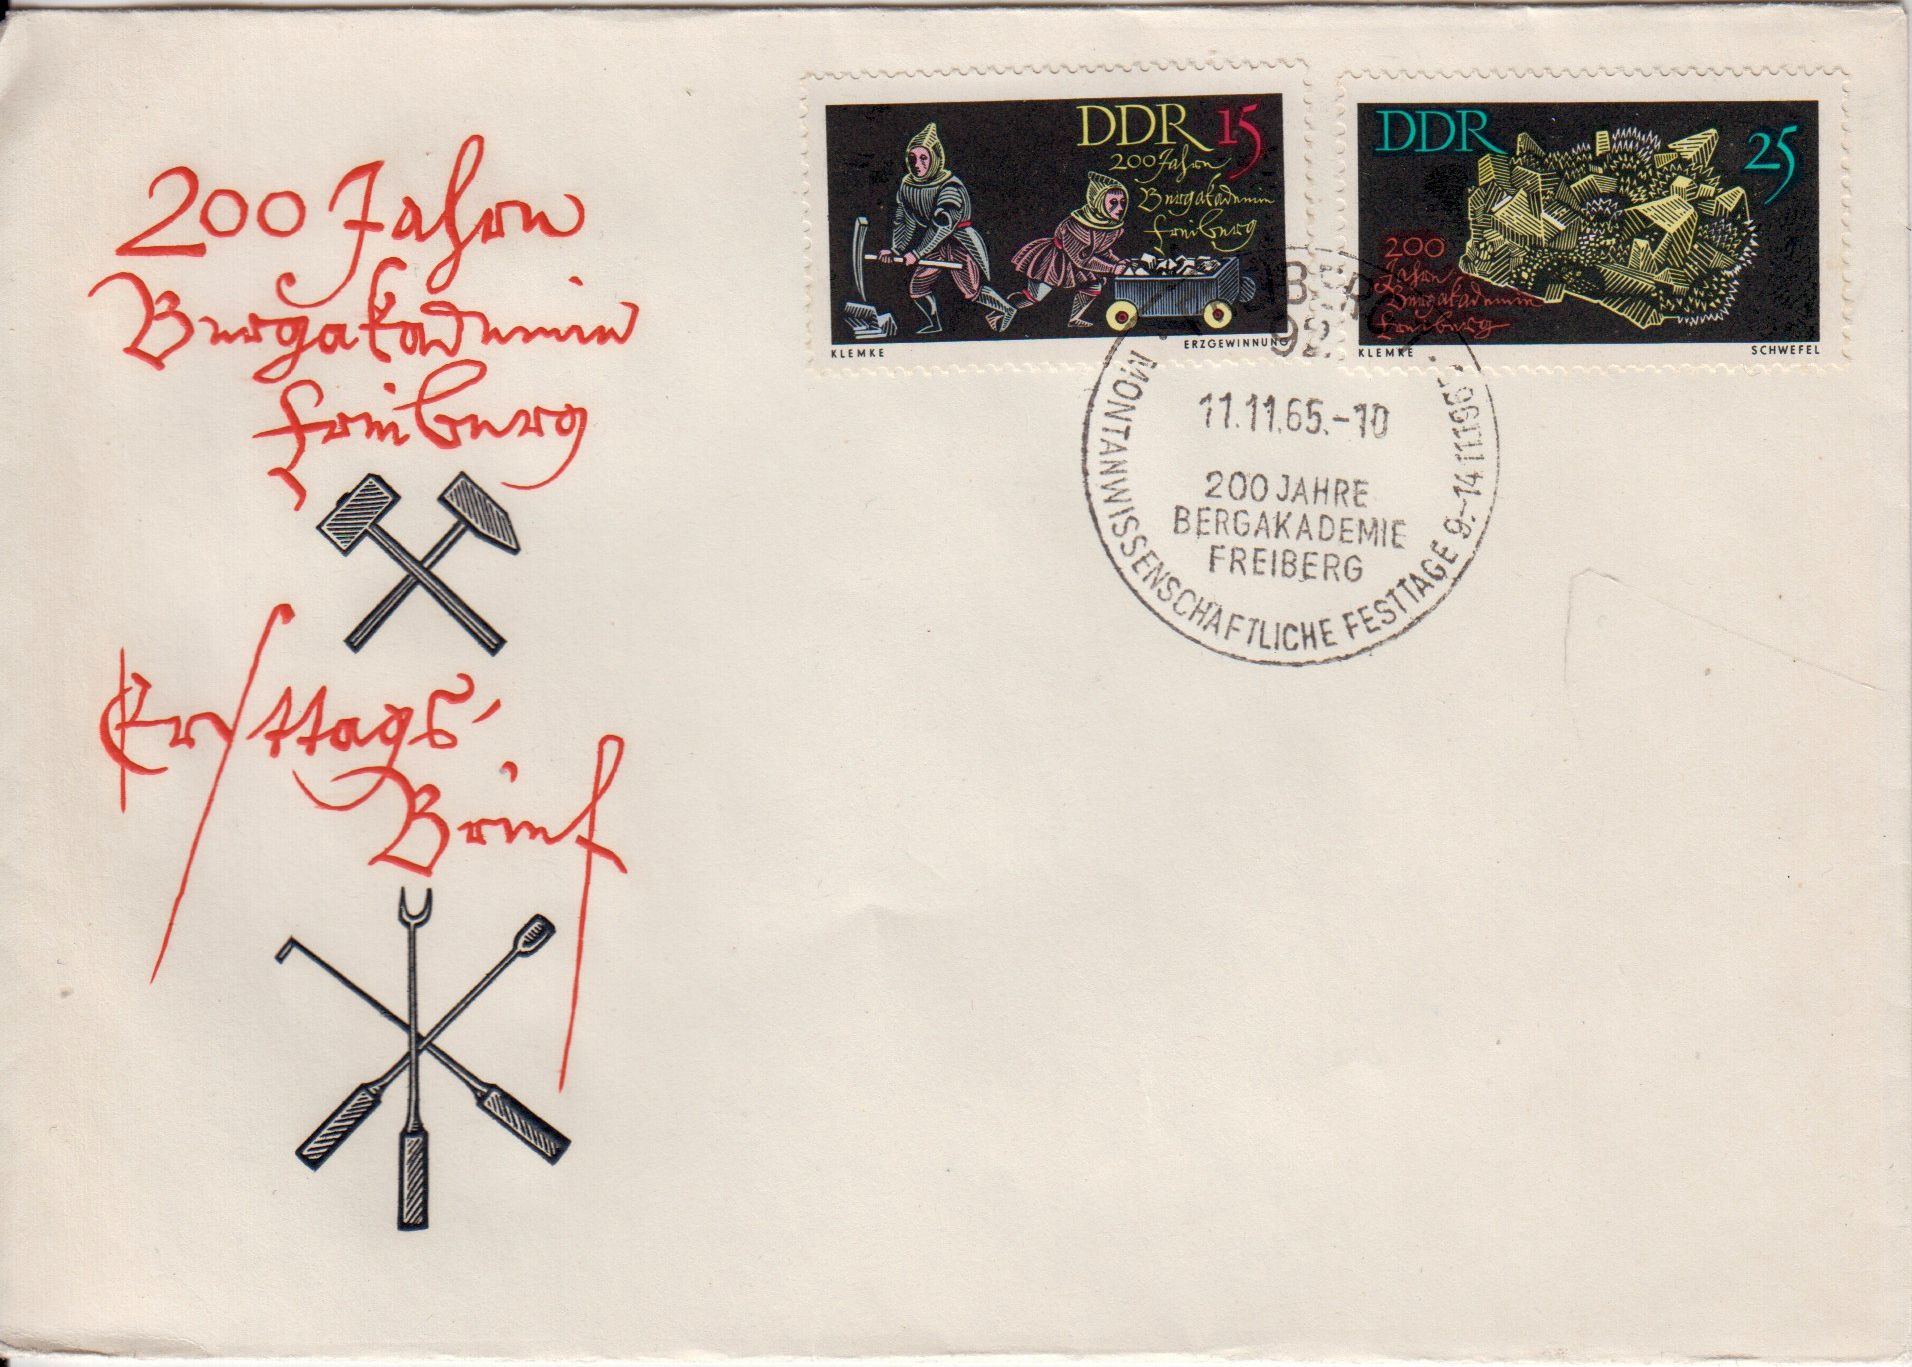 200 Jahre
Bergakademie
Freiberg
Ersttags-
Brief
DDR 15
200 Jahre
Bergakademie
Freiberg
KLEMKE
ERZGEWINNUNG
DDR
25
200
Jahre
Bergakademie
Freiberg
KLEMKE
SCHWEFEL
92
11.11.65.-10
200 JAHRE
BERGAKADEMIE
FREIBERG
MONTANWISSENSCHAFTLICHE FESTTAGE 9.-14.11.1965